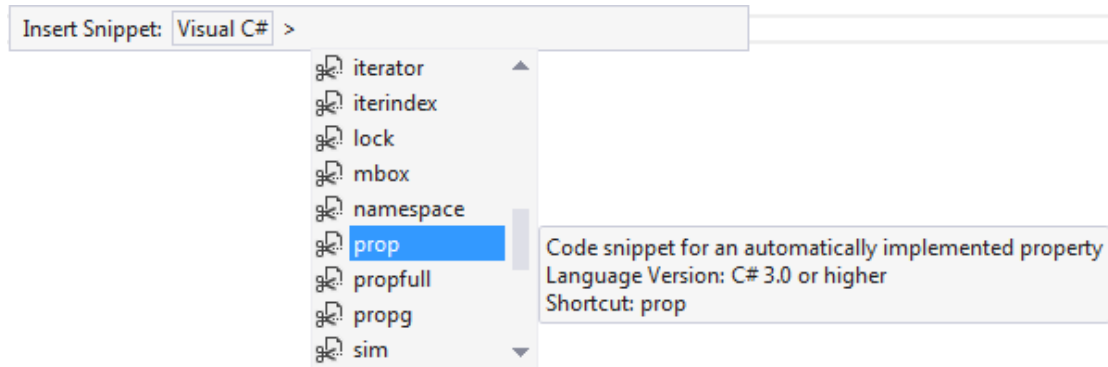 Insert Snippet: Visual C# >
iterator
iterindex
lock
mbox
namespace
prop
propfull
propg
sim
Code snippet for an automatically implemented property
Language Version: C# 3.0 or higher
Shortcut: prop